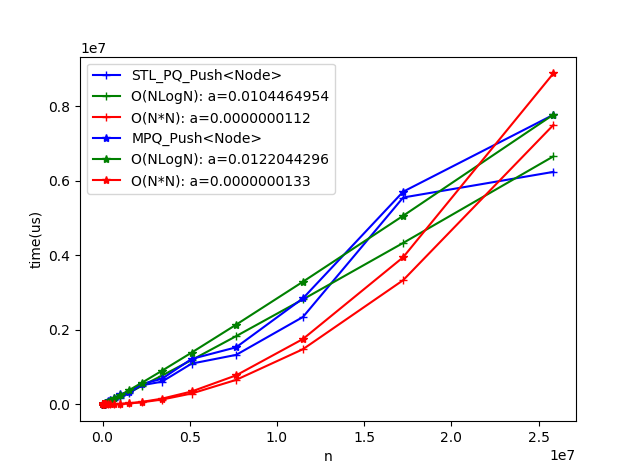 1e7
STL_PQ_Push<Node>
O(NLogN): a=0.0104464954
O(N*N): a=0.0000000112
MPQ_Push<Node>
O(NLogN): a=0.0122044296
O(N*N): a=0.0000000133
0.8
0.6
0.4
0.2
0.0
time(us)
0.0 0.5 1.0 1.5 2.0 2.5
n
1e7